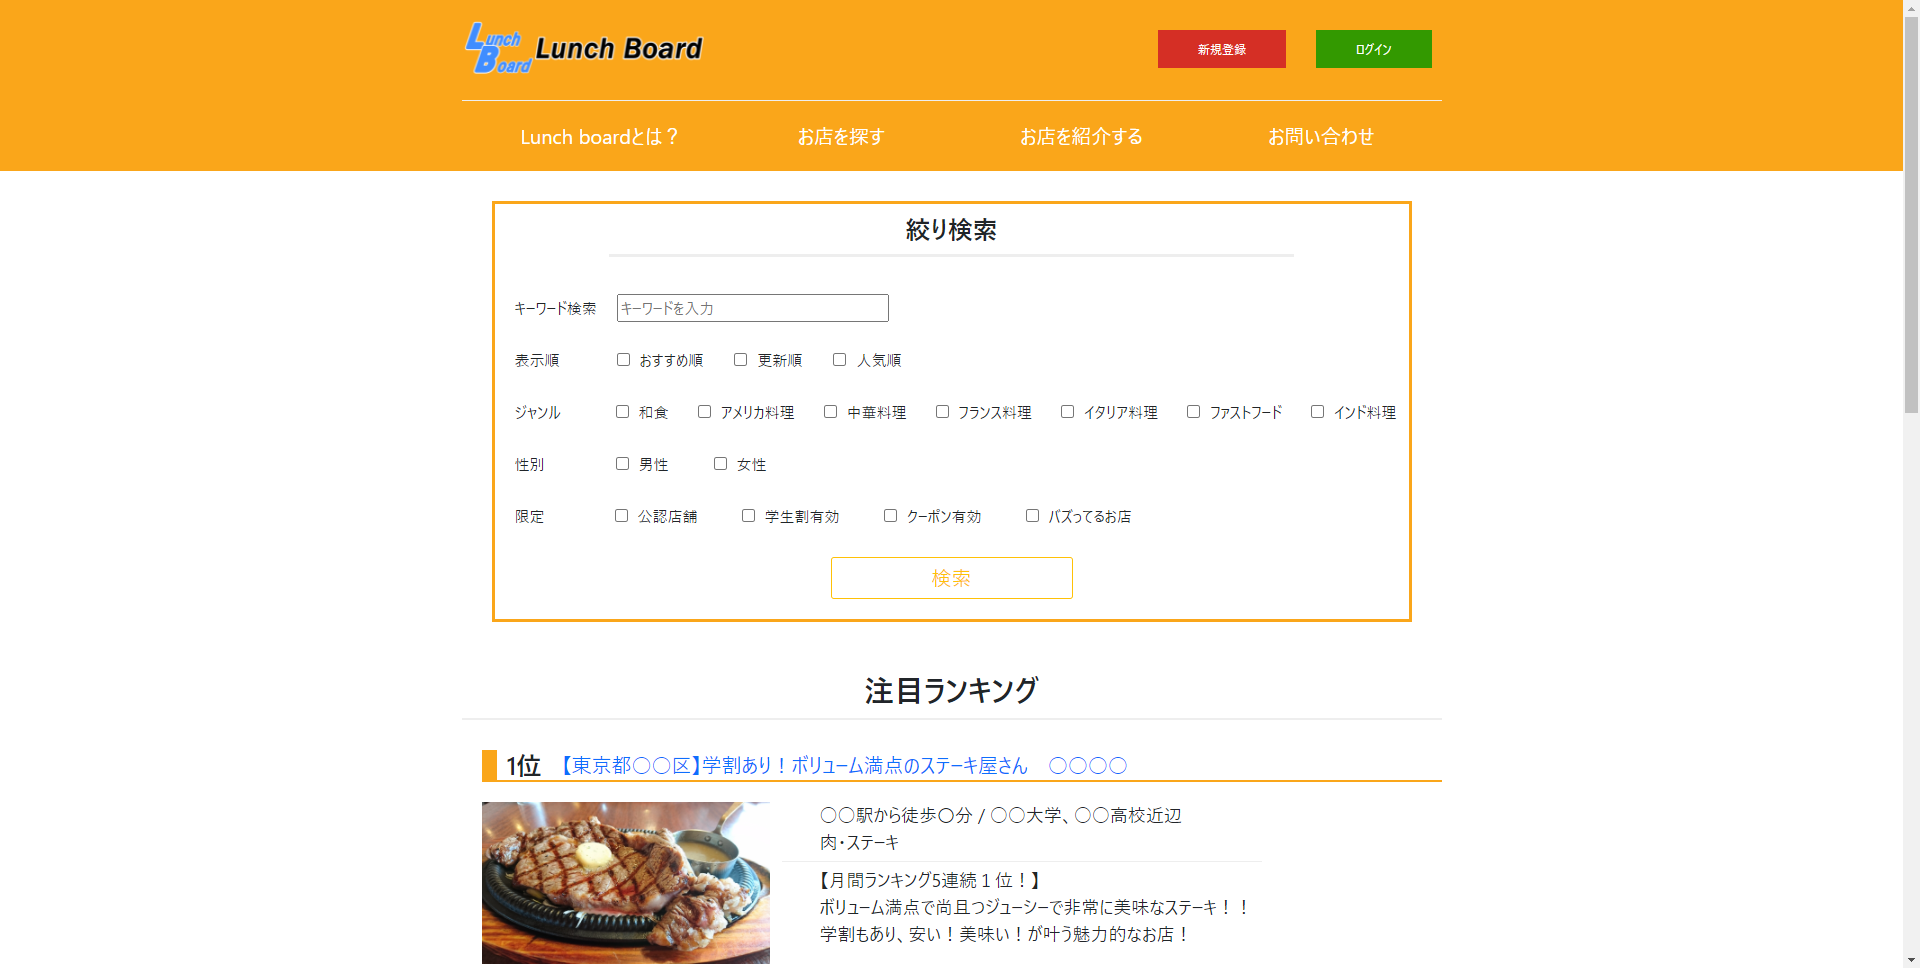 Lunch Board Lunch Board
新規登録 ログイン
Lunch boardとは？ お店を探す お店を紹介する お問い合わせ
絞り検索
キーワード検索 キーワードを入力
表示順 おすすめ順 更新順 人気順
ジャンル 和食 アメリカ料理 中華料理 フランス料理 イタリア料理 ファストフード インド料理
性別 男性 女性
限定 公認店舗 学生割有効 クーポン有効 バズってるお店
検索
注目ランキング
1位 【東京都〇〇区】学割あり！ボリューム満点のステーキ屋さん　〇〇〇〇
〇〇駅から徒歩〇分 / 〇〇大学、〇〇高校近辺
肉・ステーキ
【月間ランキング5連続１位！】
ボリューム満点で尚且つジューシーで非常に美味なステーキ！！
学割もあり、安い！美味い！が叶う魅力的なお店！